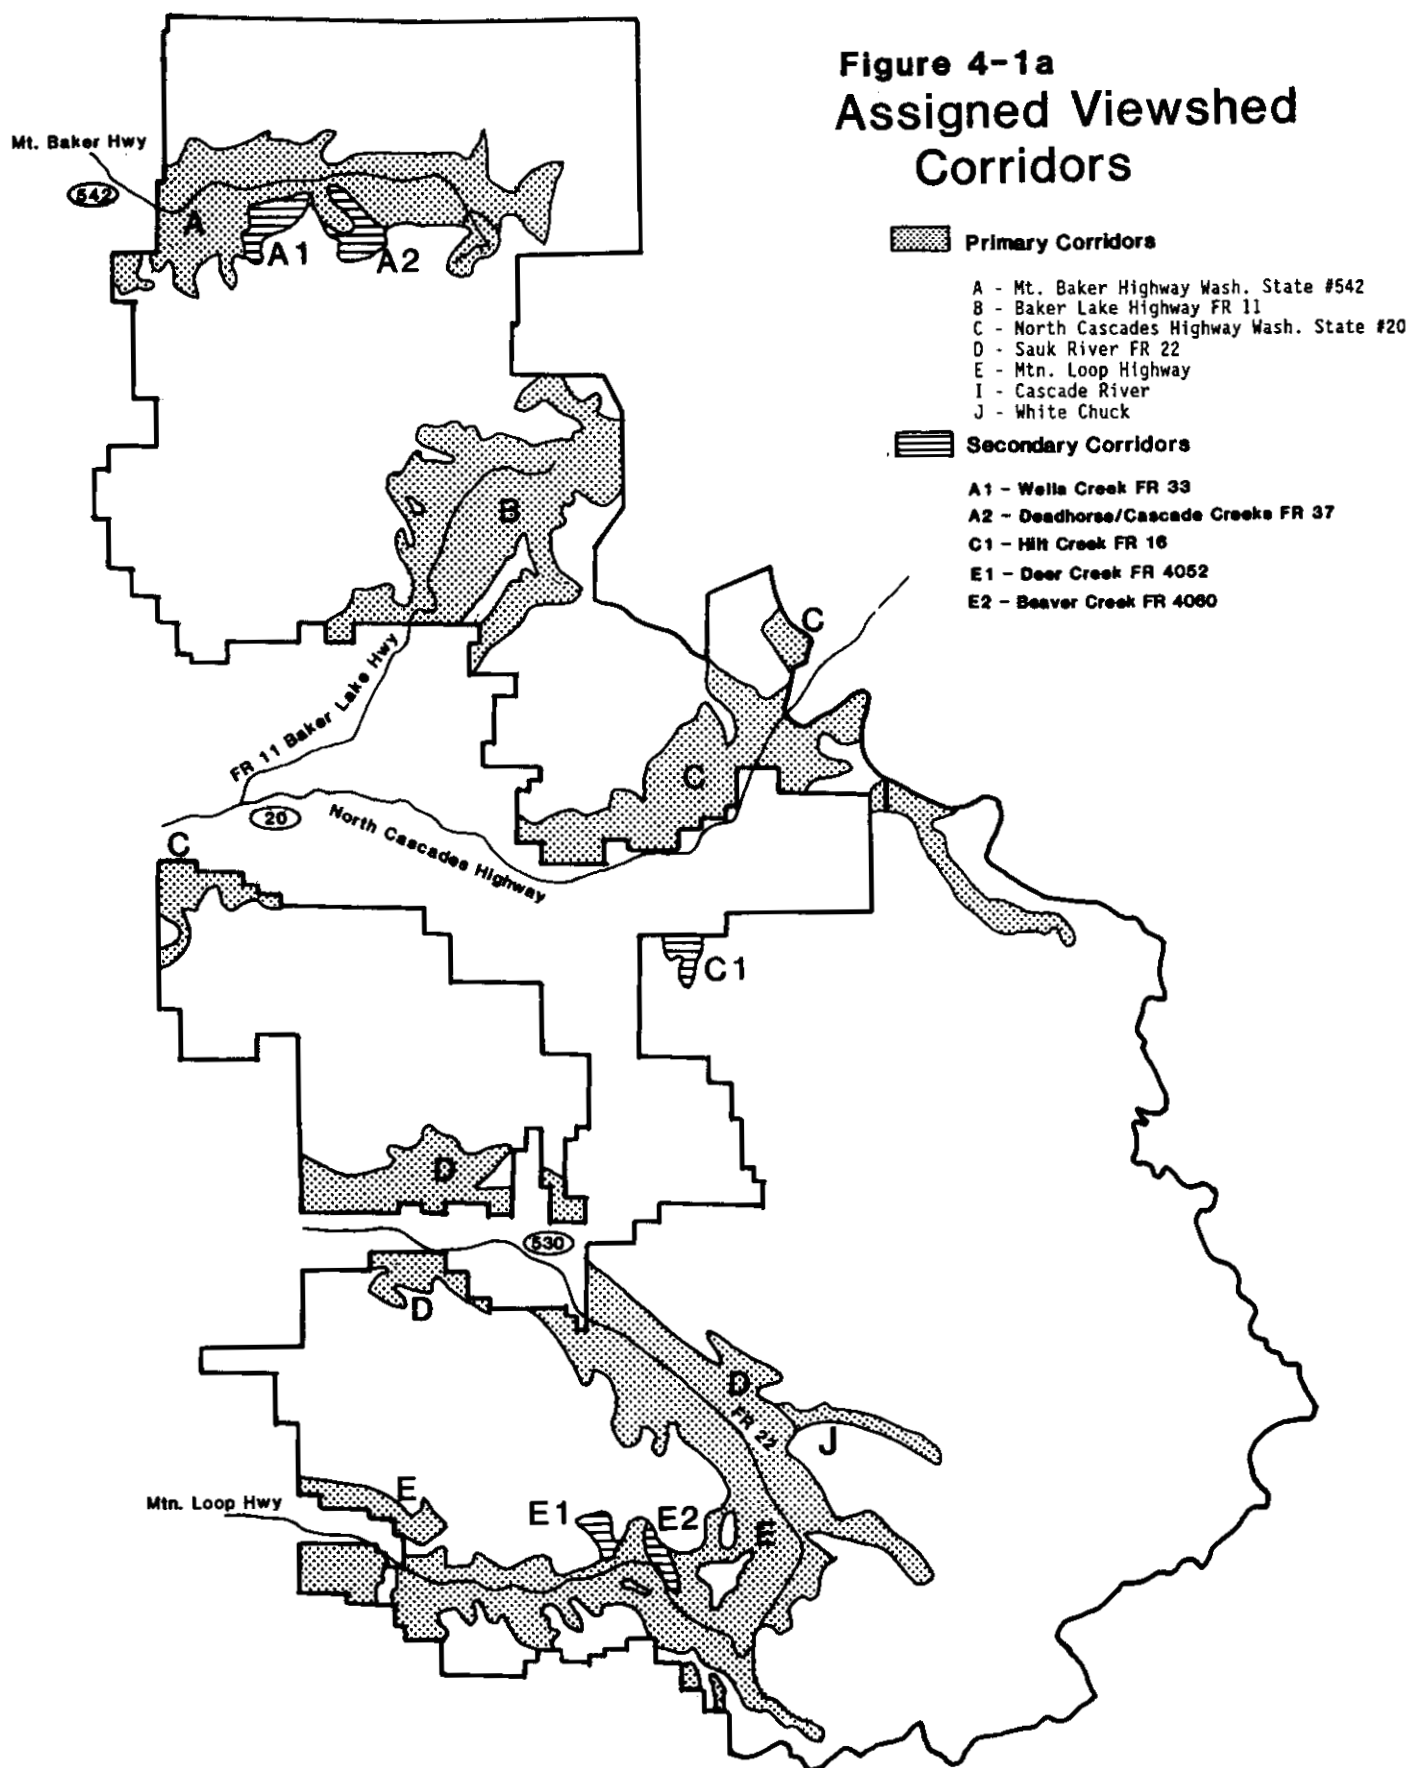 Figure 4-1a
Assigned Viewshed
Corridors
Primary Corridors
A - Mt. Baker Highway Wash. State #542
B - Baker Lake Highway FR 11
C - North Cascades Highway Wash. State #20
D - Sauk River FR 22
E - Mtn. Loop Highway
I - Cascade River
J - White Chuck
Secondary Corridors
A1 - Wells Creek FR 33
A2 - Deadhorse/Cascade Creeks FR 37
C1 - Hilt Creek FR 16
E1 - Deer Creek FR 4052
E2 - Beaver Creek FR 4060
Mt. Baker Hwy
542
A
A1
A2
B
C
FR 11 Baker Lake Hwy
C
20
North Cascades Highway
C
I
C1
D
530
D
D
FR 22
J
E
Mtn. Loop Hwy
E1
E2
E